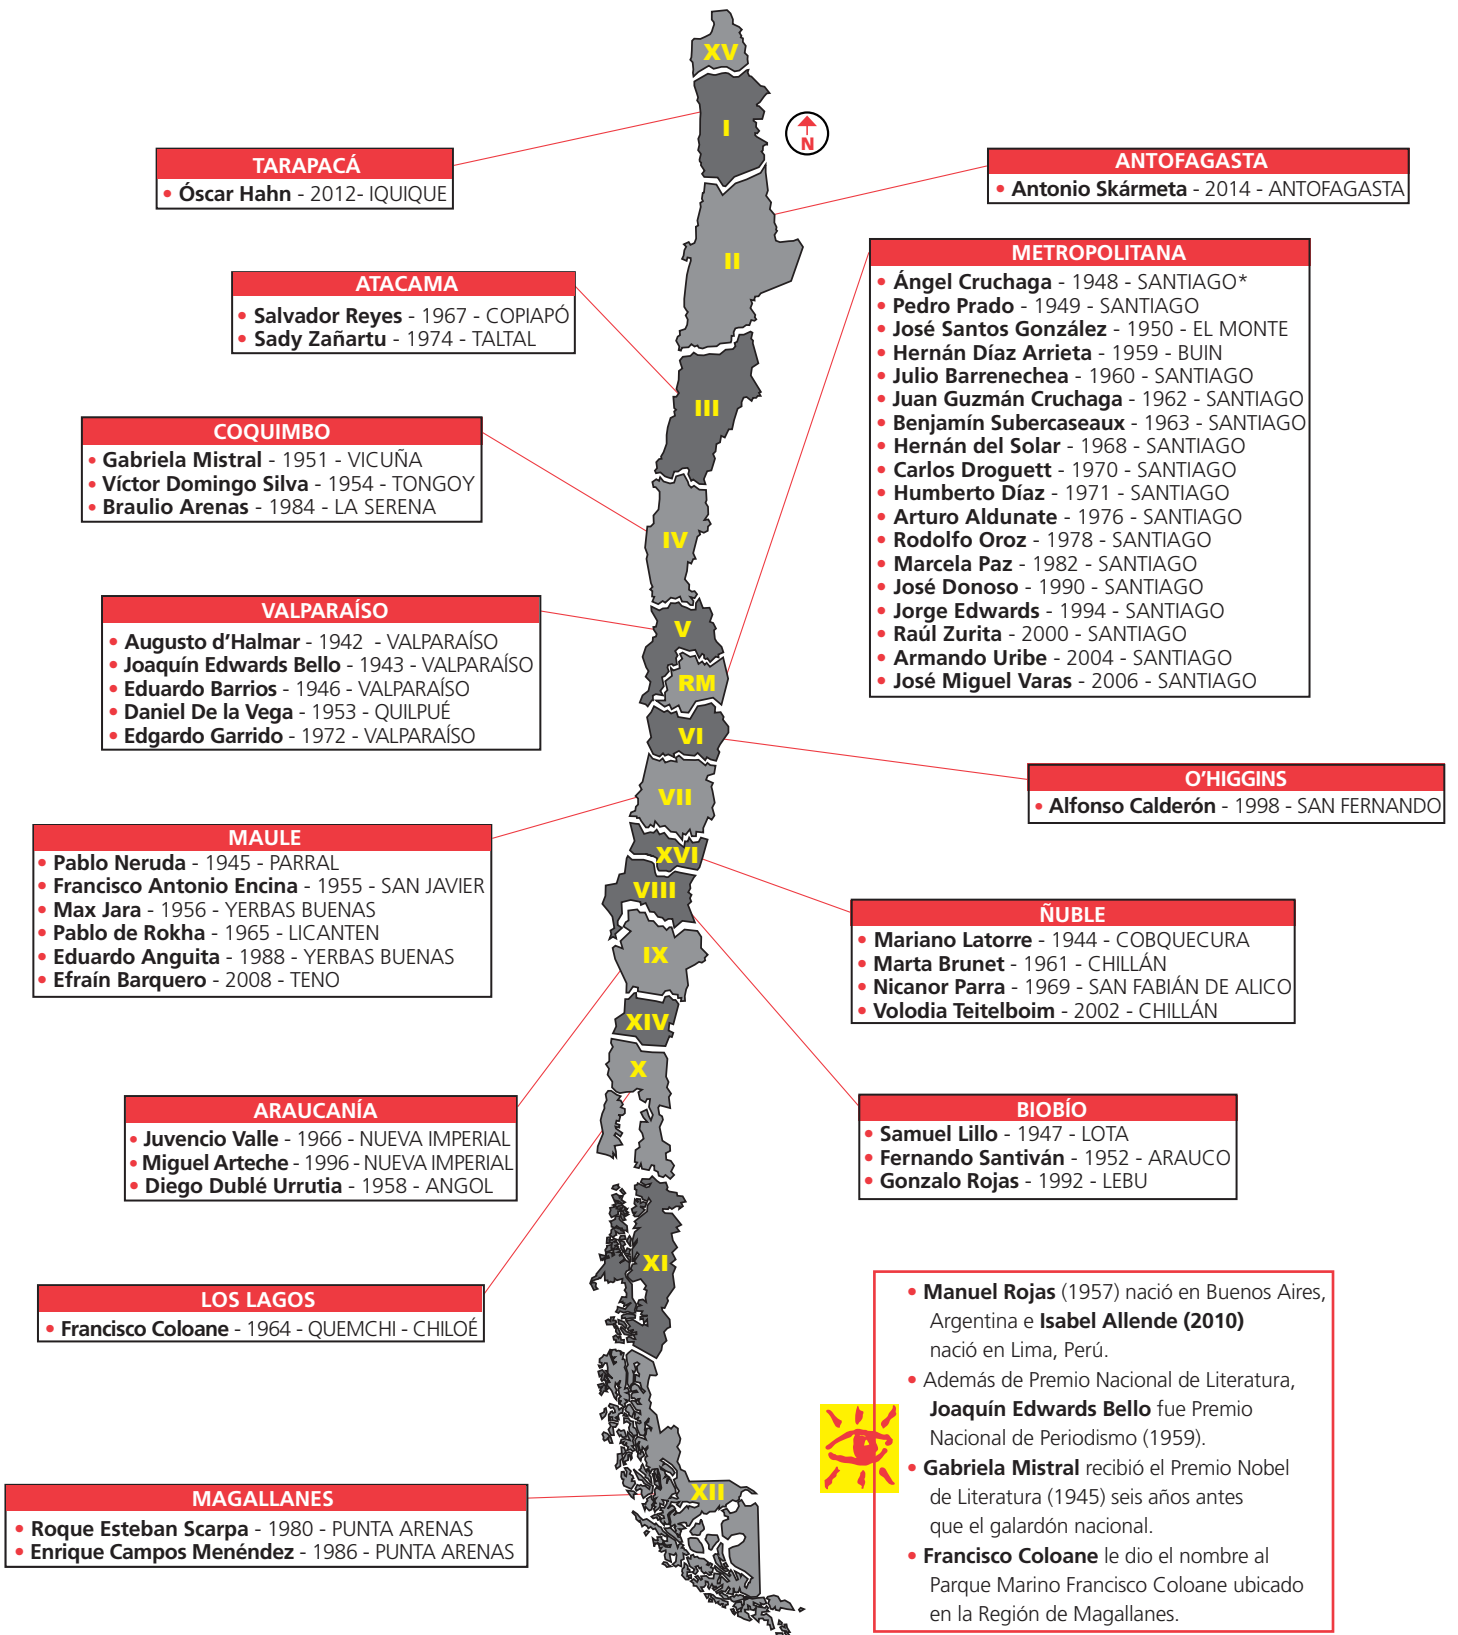 XV
I
N
TARAPACÁ
• Óscar Hahn - 2012- IQUIQUE
ANTOFAGASTA
• Antonio Skármeta - 2014 - ANTOFAGASTA
II
ATACAMA
• Salvador Reyes - 1967 - COPIAPÓ
• Sady Zañartu - 1974 - TALTAL
METROPOLITANA
• Ángel Cruchaga - 1948 - SANTIAGO*
• Pedro Prado - 1949 - SANTIAGO
• José Santos González - 1950 - EL MONTE
• Hernán Díaz Arrieta - 1959 - BUIN
• Julio Barrenechea - 1960 - SANTIAGO
• Juan Guzmán Cruchaga - 1962 - SANTIAGO
• Benjamín Subercaseaux - 1963 - SANTIAGO
• Hernán del Solar - 1968 - SANTIAGO
• Carlos Droguett - 1970 - SANTIAGO
• Humberto Díaz - 1971 - SANTIAGO
• Arturo Aldunate - 1976 - SANTIAGO
• Rodolfo Oroz - 1978 - SANTIAGO
• Marcela Paz - 1982 - SANTIAGO
• José Donoso - 1990 - SANTIAGO
• Jorge Edwards - 1994 - SANTIAGO
• Raúl Zurita - 2000 - SANTIAGO
• Armando Uribe - 2004 - SANTIAGO
• José Miguel Varas - 2006 - SANTIAGO
III
COQUIMBO
• Gabriela Mistral - 1951 - VICUÑA
• Víctor Domingo Silva - 1954 - TONGOY
• Braulio Arenas - 1984 - LA SERENA
IV
VALPARAÍSO
• Augusto d'Halmar - 1942 - VALPARAÍSO
• Joaquín Edwards Bello - 1943 - VALPARAÍSO
• Eduardo Barrios - 1946 - VALPARAÍSO
• Daniel De la Vega - 1953 - QUILPUÉ
• Edgardo Garrido - 1972 - VALPARAÍSO
V
RM
VI
O'HIGGINS
• Alfonso Calderón - 1998 - SAN FERNANDO
VII
MAULE
• Pablo Neruda - 1945 - PARRAL
• Francisco Antonio Encina - 1955 - SAN JAVIER
• Max Jara - 1956 - YERBAS BUENAS
• Pablo de Rokha - 1965 - LICANTEN
• Eduardo Anguita - 1988 - YERBAS BUENAS
• Efraín Barquero - 2008 - TENO
XVI
VIII
ÑUBLE
• Mariano Latorre - 1944 - COBQUECURA
• Marta Brunet - 1961 - CHILLÁN
• Nicanor Parra - 1969 - SAN FABIÁN DE ALICO
• Volodia Teitelboim - 2002 - CHILLÁN
IX
XIV
X
ARAUCANÍA
• Juvencio Valle - 1966 - NUEVA IMPERIAL
• Miguel Arteche - 1996 - NUEVA IMPERIAL
• Diego Dublé Urrutia - 1958 - ANGOL
BIOBÍO
• Samuel Lillo - 1947 - LOTA
• Fernando Santiván - 1952 - ARAUCO
• Gonzalo Rojas - 1992 - LEBU
XI
LOS LAGOS
• Francisco Coloane - 1964 - QUEMCHI - CHILOÉ
• Manuel Rojas (1957) nació en Buenos Aires,
Argentina e Isabel Allende (2010)
nació en Lima, Perú.
• Además de Premio Nacional de Literatura,
Joaquín Edwards Bello fue Premio
Nacional de Periodismo (1959).
• Gabriela Mistral recibió el Premio Nobel
de Literatura (1945) seis años antes
que el galardón nacional.
• Francisco Coloane le dio el nombre al
Parque Marino Francisco Coloane ubicado
en la Región de Magallanes.
XII
MAGALLANES
• Roque Esteban Scarpa - 1980 - PUNTA ARENAS
• Enrique Campos Menéndez - 1986 - PUNTA ARENAS